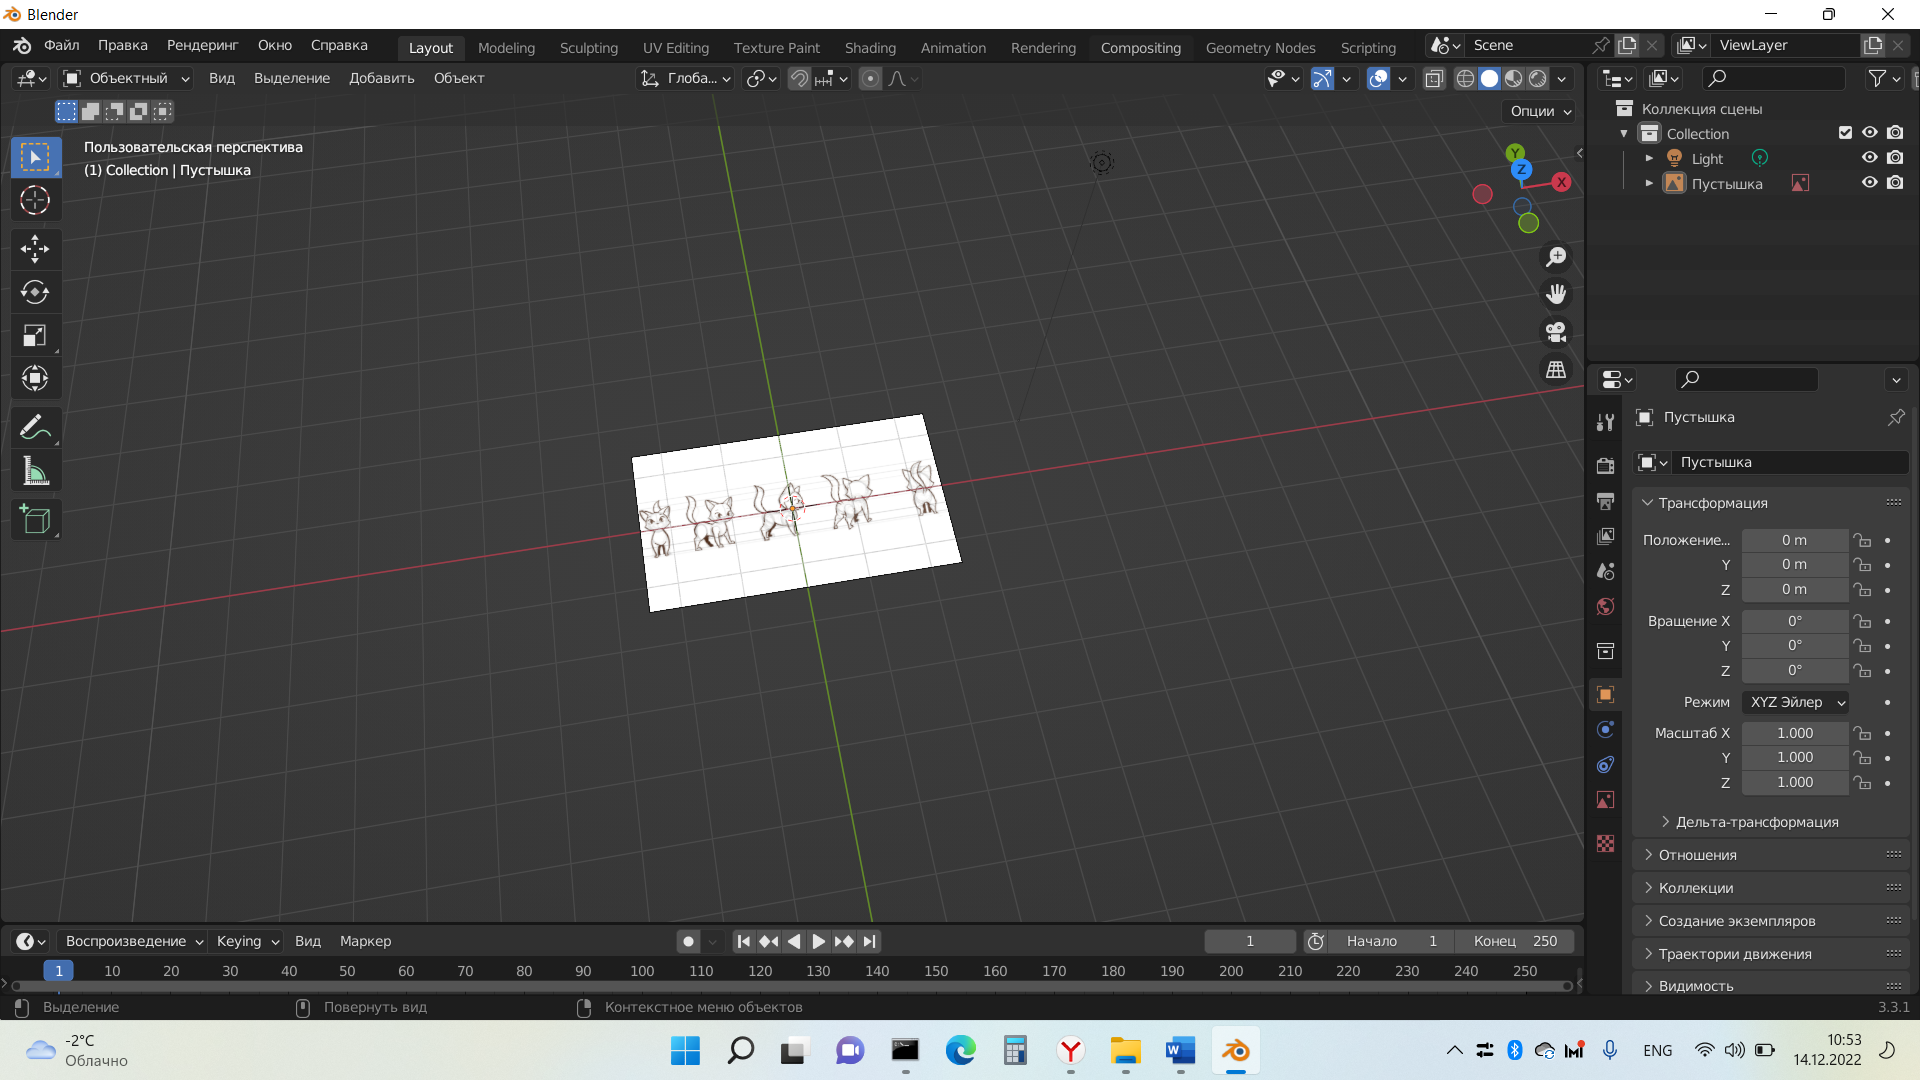 Blender
Файл Правка Рендеринг Окно Справка Layout Modeling Sculpting UV Editing Texture Paint Shading Animation Rendering Compositing Geometry Nodes Scripting Scene ViewLayer
Объектный Вид Выделение Добавить Объект Глоба...
Опции
Пользовательская перспектива
(1) Collection | Пустышка
Y
Z
X
Коллекция сцены
Collection
Light
Пустышка
Пустышка
Пустышка
Трансформация
Положение... 0 m
Y 0 m
Z 0 m
Вращение X 0°
Y 0°
Z 0°
Режим XYZ Эйлер
Масштаб X 1.000
Y 1.000
Z 1.000
Дельта-трансформация
Отношения
Коллекции
Создание экземпляров
Траектории движения
Видимость
Воспроизведение Keying Вид Маркер 1 Начало 1 Конец 250
1 10 20 30 40 50 60 70 80 90 100 110 120 130 140 150 160 170 180 190 200 210 220 230 240 250
Выделение Повернуть вид Контекстное меню объектов 3.3.1
-2°C
Облачно
ENG
10:53
14.12.2022